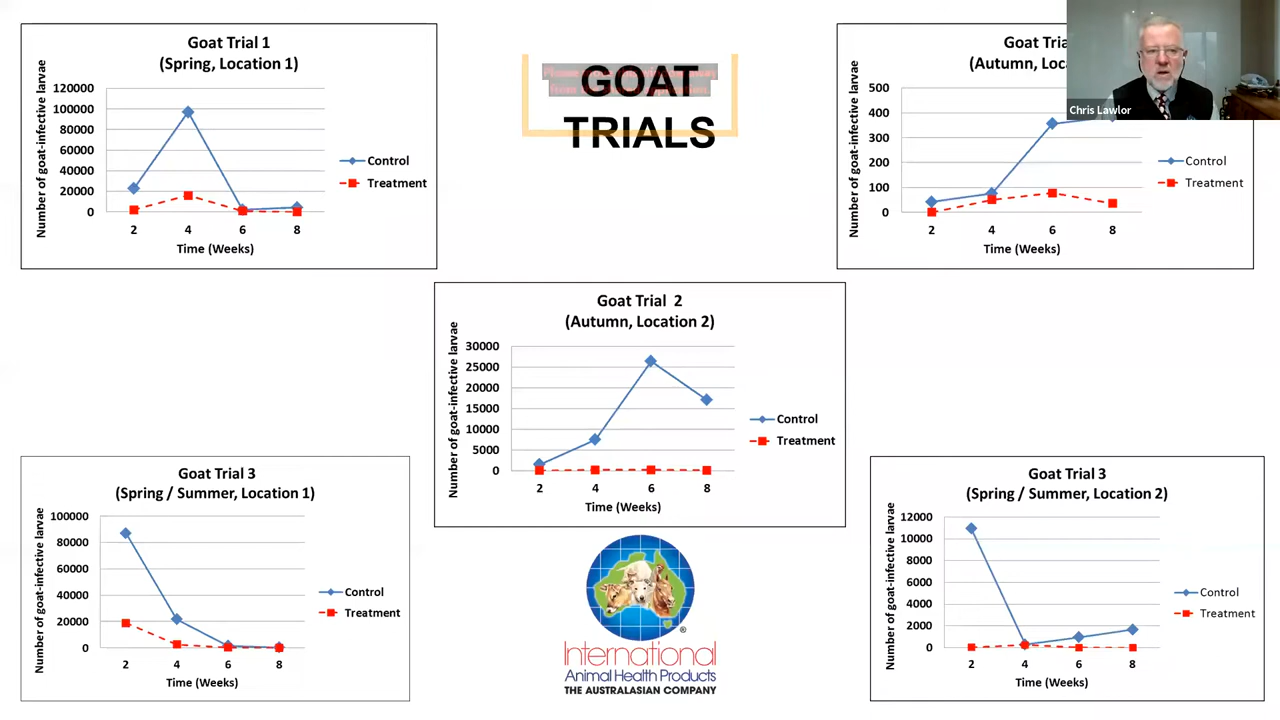 Goat Trial 1
(Spring, Location 1)
Number of goat-infective larvae
120000
100000
80000
60000
40000
20000
0
2 4 6 8
Time (Weeks)
Control
Treatment
GOAT
TRIALS
(Autumn,
Number of goat-infective larvae
500
400
300
200
100
0
2 4 6 8
Time (Weeks)
Control
Treatment
Chris Lawlor
Goat Trial 2
(Autumn, Location 2)
Number of goat-infective larvae
30000
25000
20000
15000
10000
5000
0
2 4 6 8
Time (Weeks)
Control
Treatment
Goat Trial 3
(Spring / Summer, Location 1)
Number of goat-infective larvae
100000
80000
60000
40000
20000
0
2 4 6 8
Time (Weeks)
Control
Treatment
®
International
Animal Health Products
THE AUSTRALASIAN COMPANY
Goat Trial 3
(Spring / Summer, Location 2)
Number of goat-infective larvae
12000
10000
8000
6000
4000
2000
0
2 4 6 8
Time (Weeks)
Control
Treatment